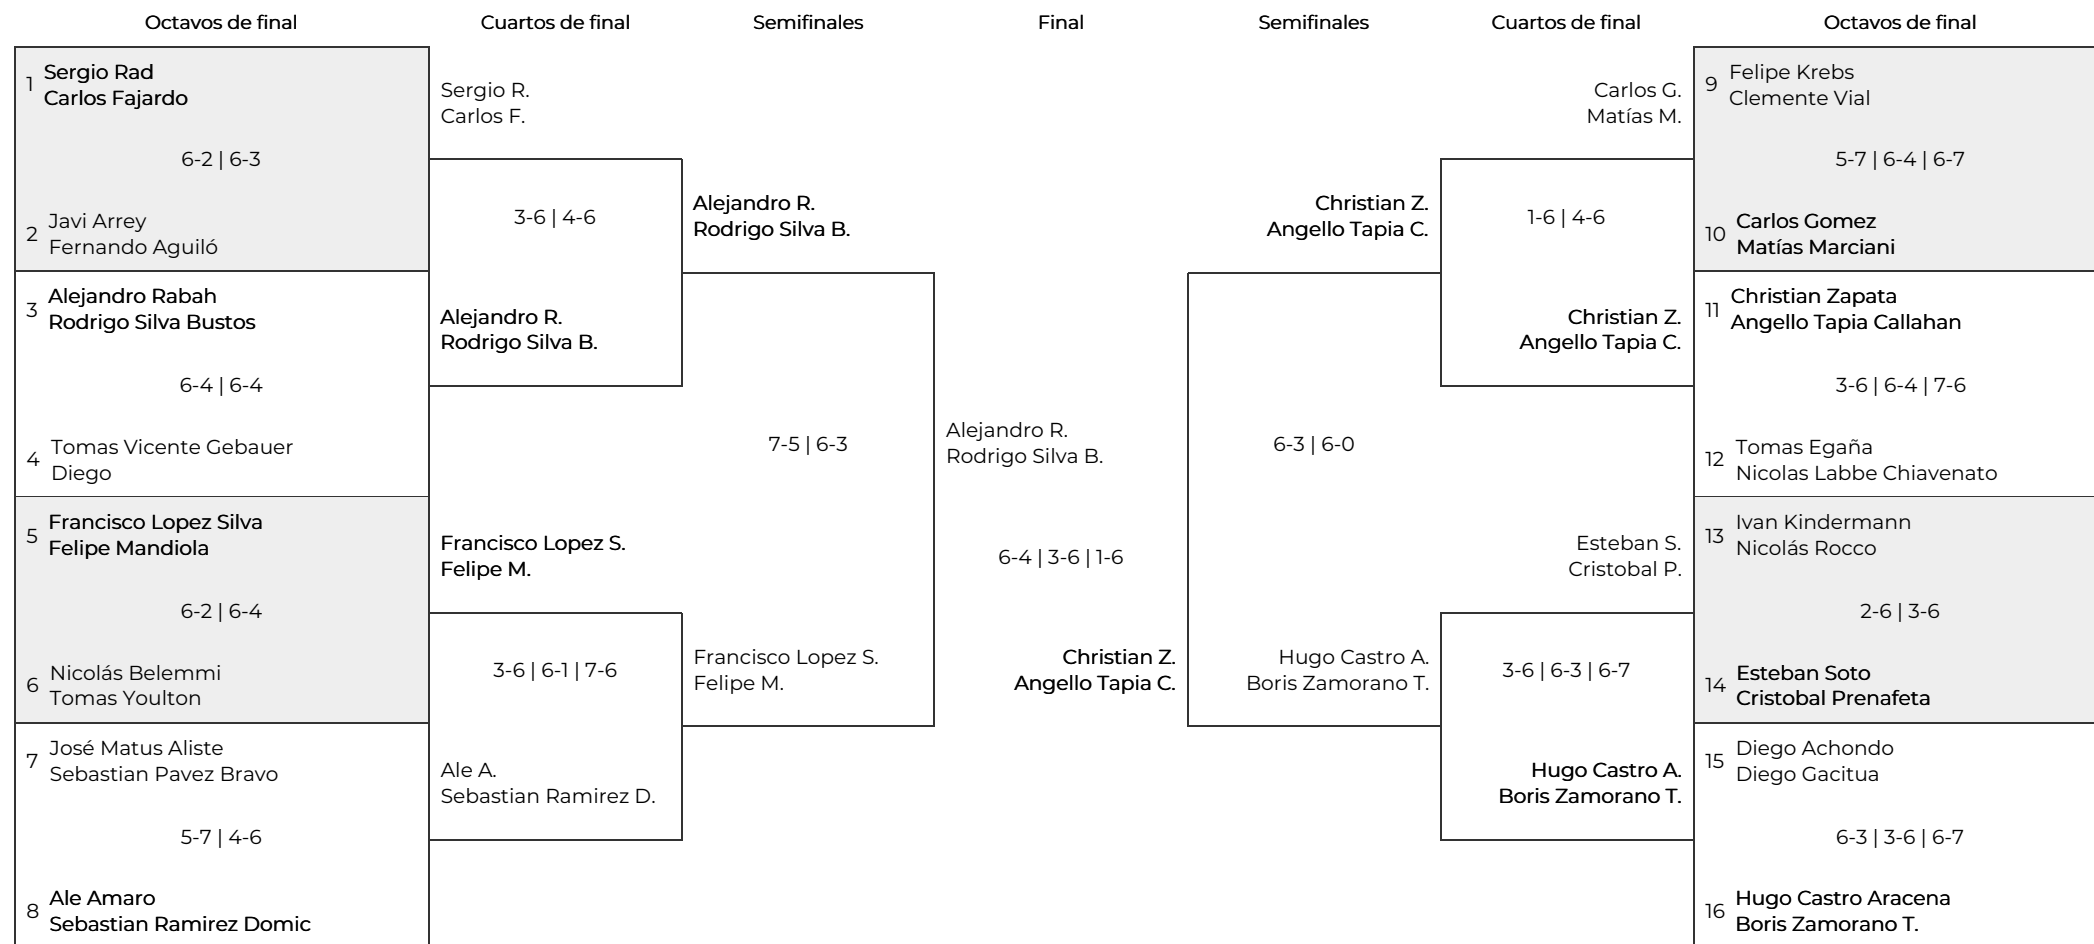 Octavos de final
Cuartos de final
Semifinales
Final
Semifinales
Cuartos de final
Octavos de final
1
Sergio Rad
Carlos Fajardo
6-2 | 6-3
2
Javi Arrey
Fernando Aguiló
3
Alejandro Rabah
Rodrigo Silva Bustos
6-4 | 6-4
4
Tomas Vicente Gebauer
Diego
5
Francisco Lopez Silva
Felipe Mandiola
6-2 | 6-4
6
Nicolás Belemmi
Tomas Youlton
7
José Matus Aliste
Sebastian Pavez Bravo
5-7 | 4-6
8
Ale Amaro
Sebastian Ramirez Domic
Sergio R.
Carlos F.
3-6 | 4-6
Alejandro R.
Rodrigo Silva B.
Francisco Lopez S.
Felipe M.
3-6 | 6-1 | 7-6
Ale A.
Sebastian Ramirez D.
Alejandro R.
Rodrigo Silva B.
7-5 | 6-3
Francisco Lopez S.
Felipe M.
Alejandro R.
Rodrigo Silva B.
6-4 | 3-6 | 1-6
Christian Z.
Angello Tapia C.
Christian Z.
Angello Tapia C.
6-3 | 6-0
Hugo Castro A.
Boris Zamorano T.
Carlos G.
Matías M.
1-6 | 4-6
Christian Z.
Angello Tapia C.
Esteban S.
Cristobal P.
3-6 | 6-3 | 6-7
Hugo Castro A.
Boris Zamorano T.
9
Felipe Krebs
Clemente Vial
5-7 | 6-4 | 6-7
10
Carlos Gomez
Matías Marciani
11
Christian Zapata
Angello Tapia Callahan
3-6 | 6-4 | 7-6
12
Tomas Egaña
Nicolas Labbe Chiavenato
13
Ivan Kindermann
Nicolás Rocco
2-6 | 3-6
14
Esteban Soto
Cristobal Prenafeta
15
Diego Achondo
Diego Gacitua
6-3 | 3-6 | 6-7
16
Hugo Castro Aracena
Boris Zamorano T.